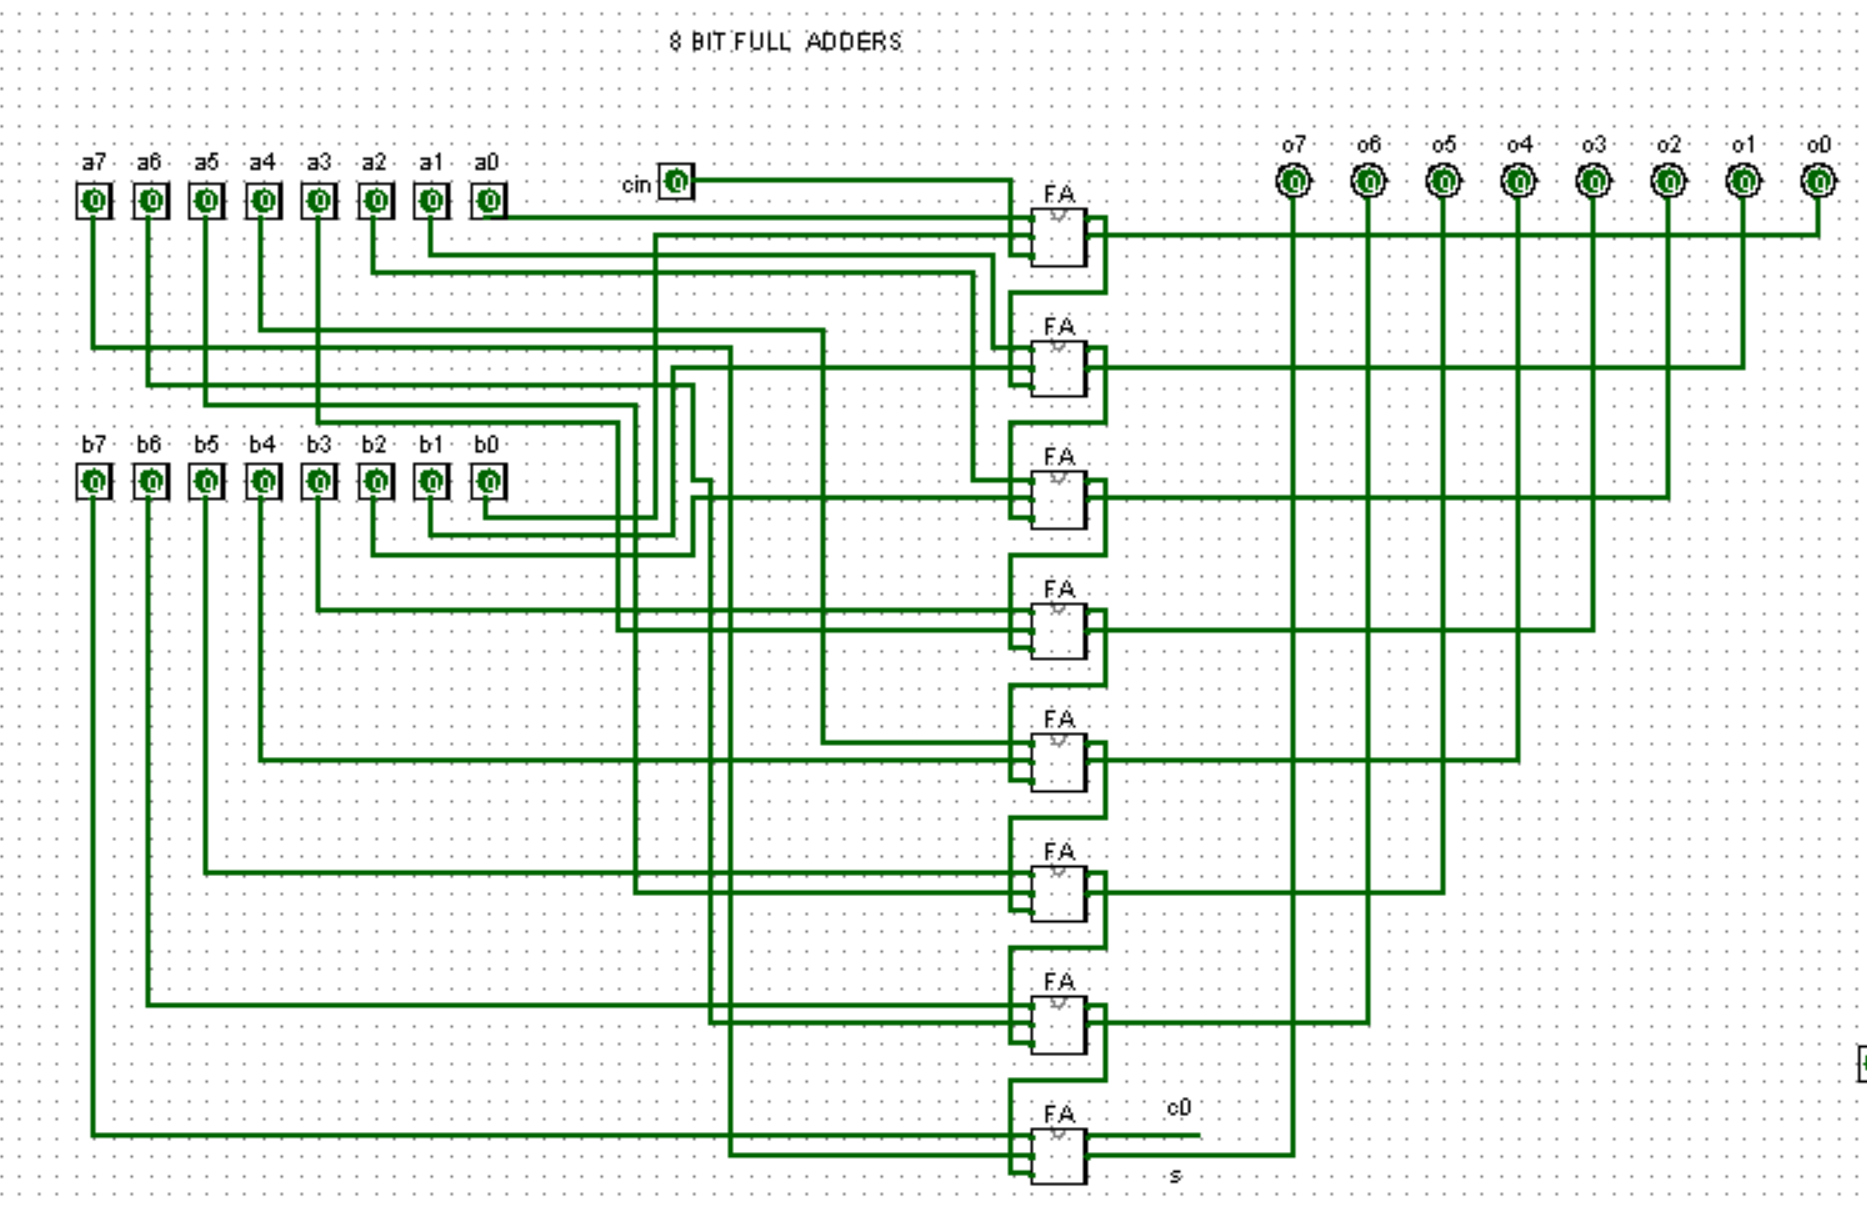 8 BIT FULL ADDERS
a7 a6 a5 a4 a3 a2 a1 a0
cin
o7 o6 o5 o4 o3 o2 o1 o0
FA
FA
b7 b6 b5 b4 b3 b2 b1 b0
FA
FA
FA
FA
FA
FA
c0
s